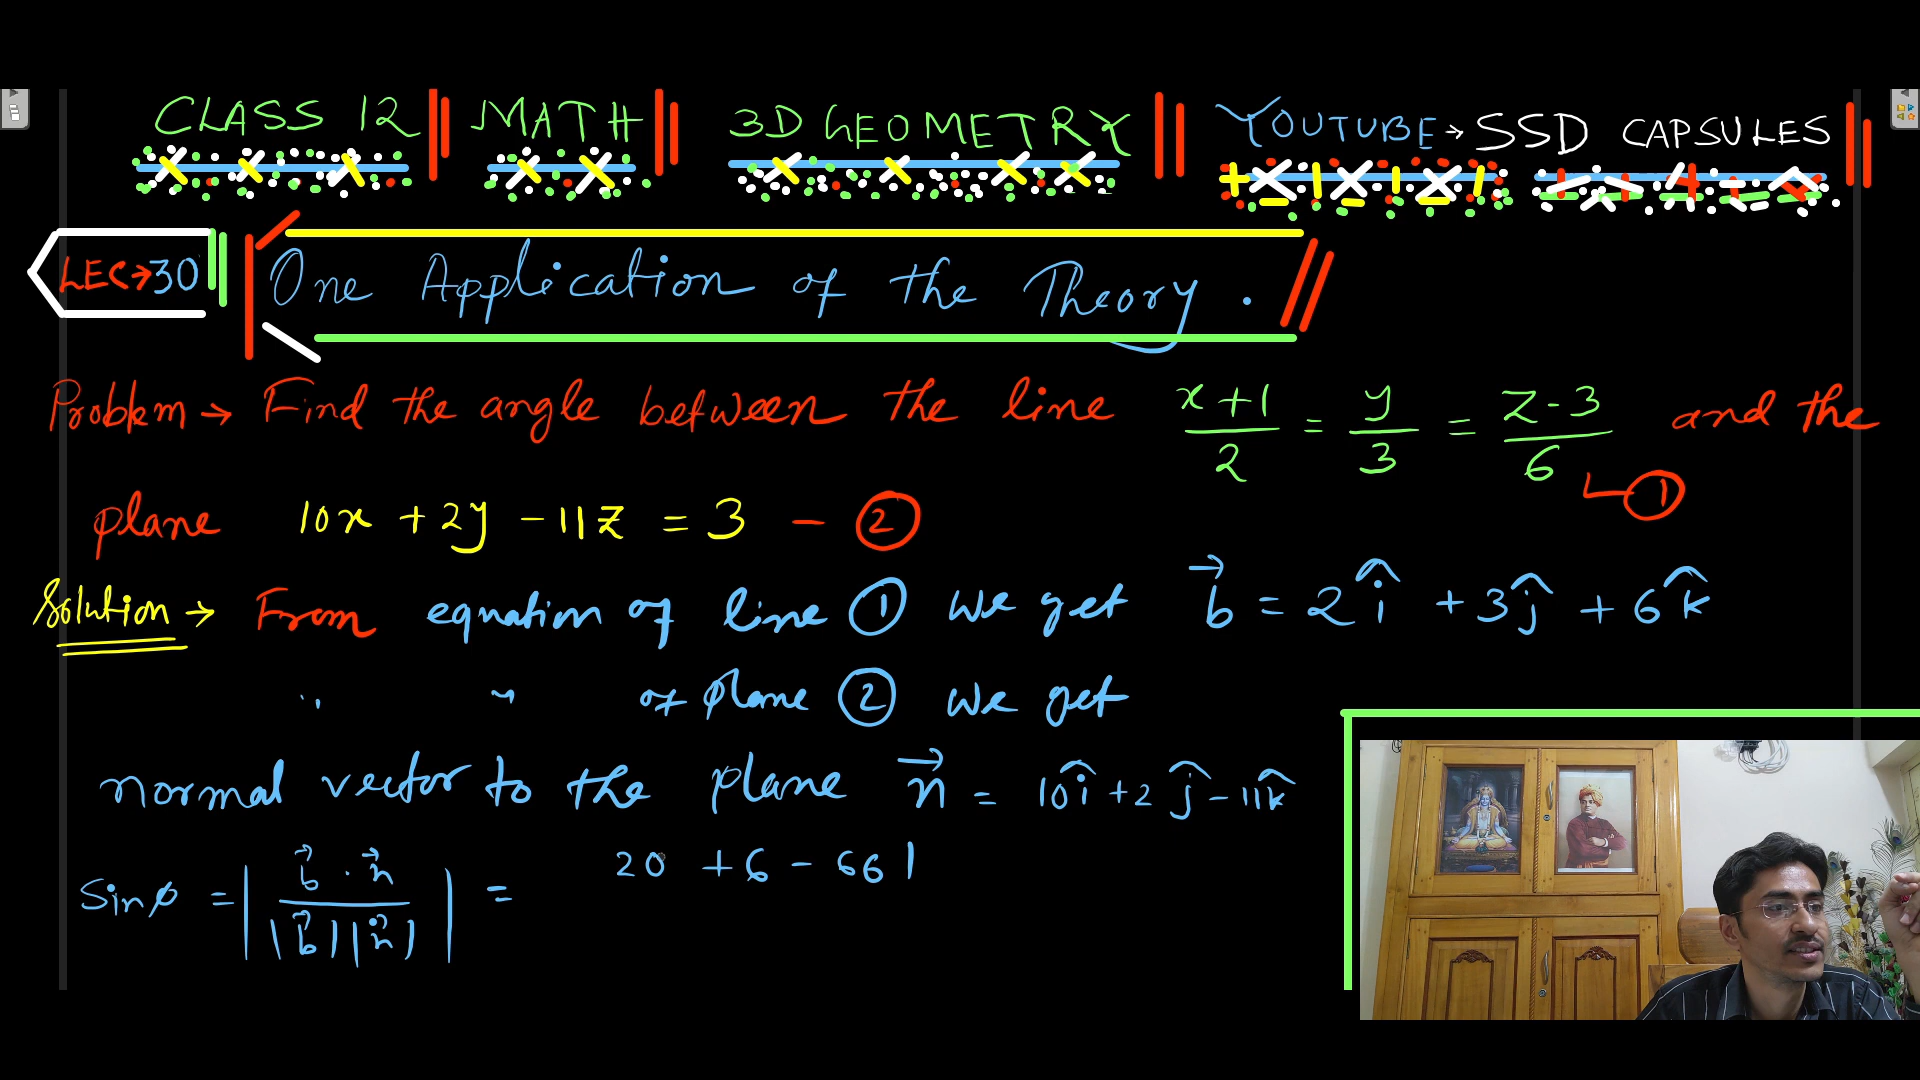 CLASS 12 || MATH || 3D GEOMETRY || YOUTUBE → SSD CAPSULES ||
LEC→30 || One Application of the Theory . //
Problem → Find the angle between the line (x+1)/2 = y/3 = (z-3)/6 and the
①
plane 10x + 2y - 11z = 3 - ②
Solution → From equation of line ① we get b⃗ = 2î + 3ĵ + 6k̂
" " of plane ② we get
normal vector to the plane n⃗ = 10î + 2ĵ - 11k̂
Sinφ = | (b⃗ . n⃗) / (|b⃗| |n⃗|) | = 20 + 6 - 66 |